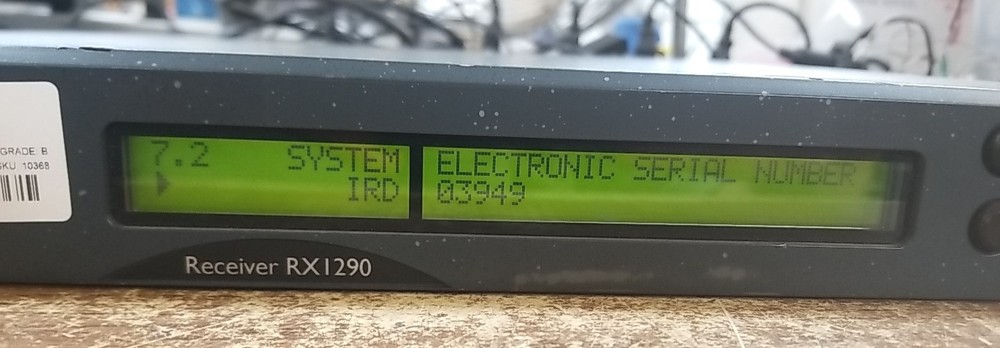 GRADE: B
SKU: 10368
7.2 SYSTEM
IRD
ELECTRONIC SERIAL NUMBER
03949
Receiver RX1290